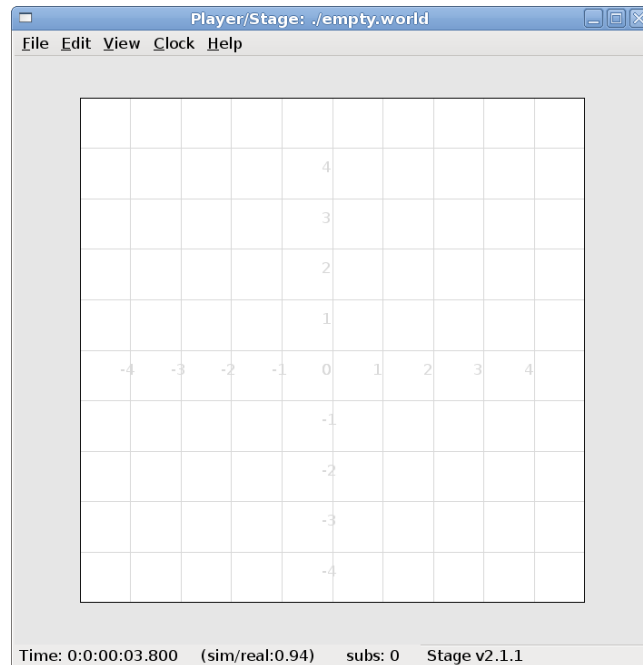 Player/Stage: ./empty.world
File Edit View Clock Help
4
3
2
1
-4 -3 -2 -1 0 1 2 3 4
-1
-2
-3
-4
Time: 0:0:00:03.800 (sim/real:0.94) subs: 0 Stage v2.1.1